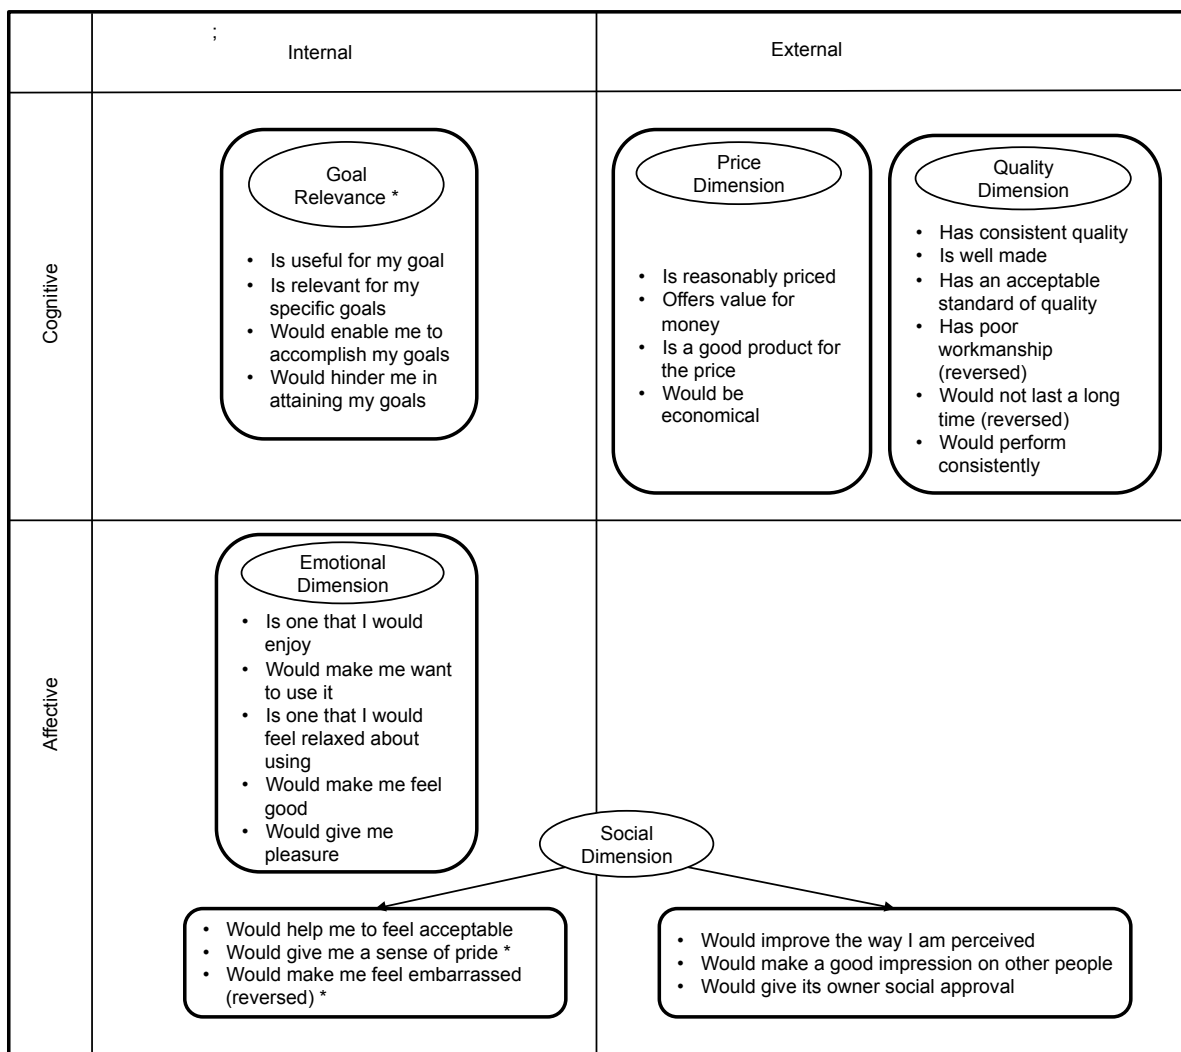 ;
Internal
External
Cognitive
Goal
Relevance *
• Is useful for my goal
• Is relevant for my
specific goals
• Would enable me to
accomplish my goals
• Would hinder me in
attaining my goals
Price
Dimension
• Is reasonably priced
• Offers value for
money
• Is a good product for
the price
• Would be
economical
Quality
Dimension
• Has consistent quality
• Is well made
• Has an acceptable
standard of quality
• Has poor
workmanship
(reversed)
• Would not last a long
time (reversed)
• Would perform
consistently
Affective
Emotional
Dimension
• Is one that I would
enjoy
• Would make me want
to use it
• Is one that I would
feel relaxed about
using
• Would make me feel
good
• Would give me
pleasure
Social
Dimension
• Would help me to feel acceptable
• Would give me a sense of pride *
• Would make me feel embarrassed
(reversed) *
• Would improve the way I am perceived
• Would make a good impression on other people
• Would give its owner social approval